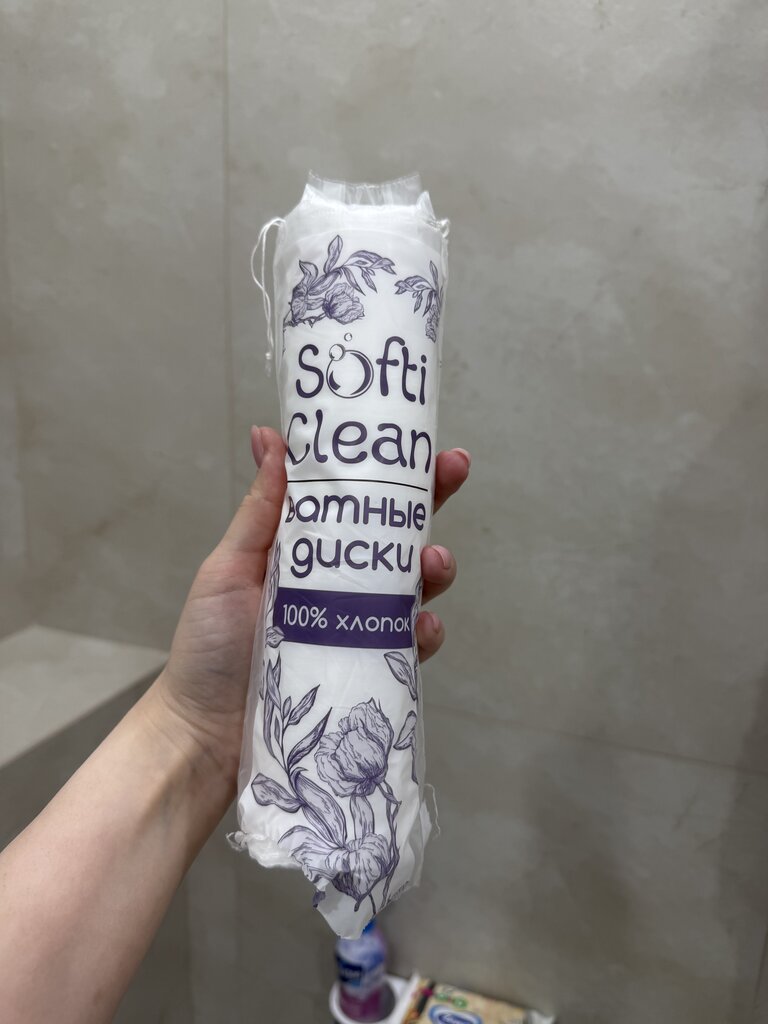 Softi
Clean
ватные
диски
100% хлопок